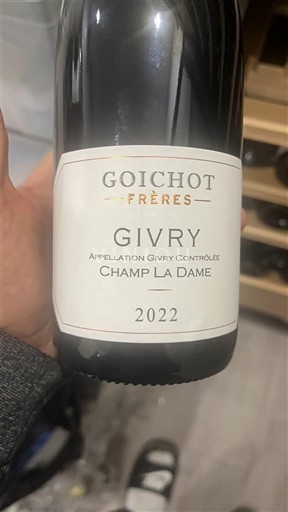 GOICHOT
FRÈRES
GIVRY
APPELLATION GIVRY CONTRÔLÉE
CHAMP LA DAME
2022